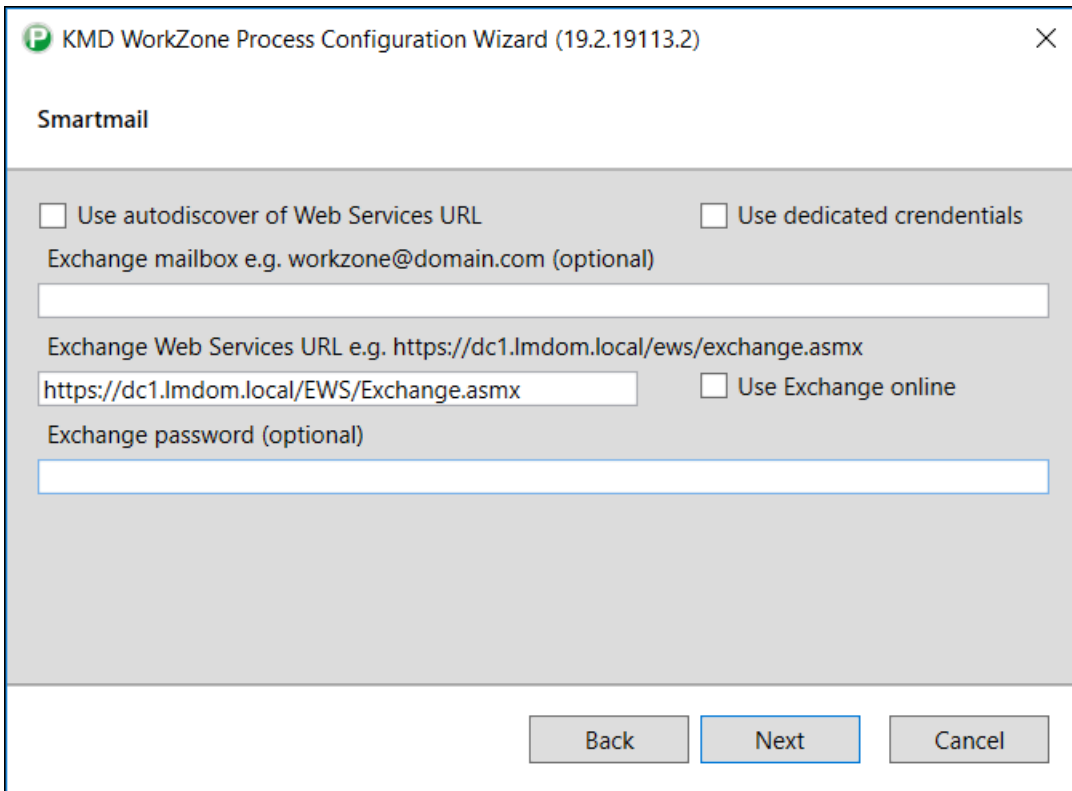 P KMD WorkZone Process Configuration Wizard (19.2.19113.2)
Smartmail
Use autodiscover of Web Services URL Use dedicated crendentials
Exchange mailbox e.g. workzone@domain.com (optional)
Exchange Web Services URL e.g. https://dc1.lmdom.local/ews/exchange.asmx
https://dc1.lmdom.local/EWS/Exchange.asmx Use Exchange online
Exchange password (optional)
Back Next Cancel